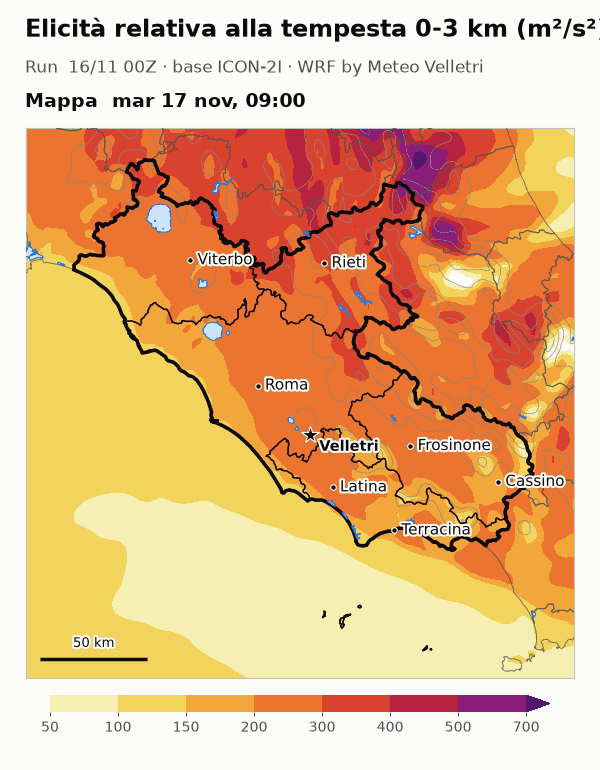 Elicità relativa alla tempesta 0-3 km (m²/s²)
Run 16/11 00Z · base ICON-2I · WRF by Meteo Velletri
Mappa mar 17 nov, 09:00
Viterbo
Rieti
Roma
Velletri
Frosinone
Latina
Cassino
Terracina
50 km
50 100 150 200 300 400 500 700